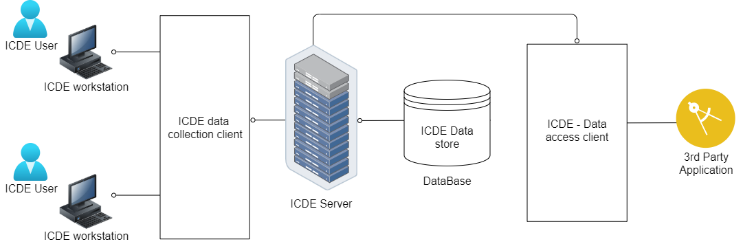 ICDE User
ICDE workstation
ICDE User
ICDE workstation
ICDE data
collection client
ICDE Server
ICDE Data
store
DataBase
ICDE - Data
access client
3rd Party
Application